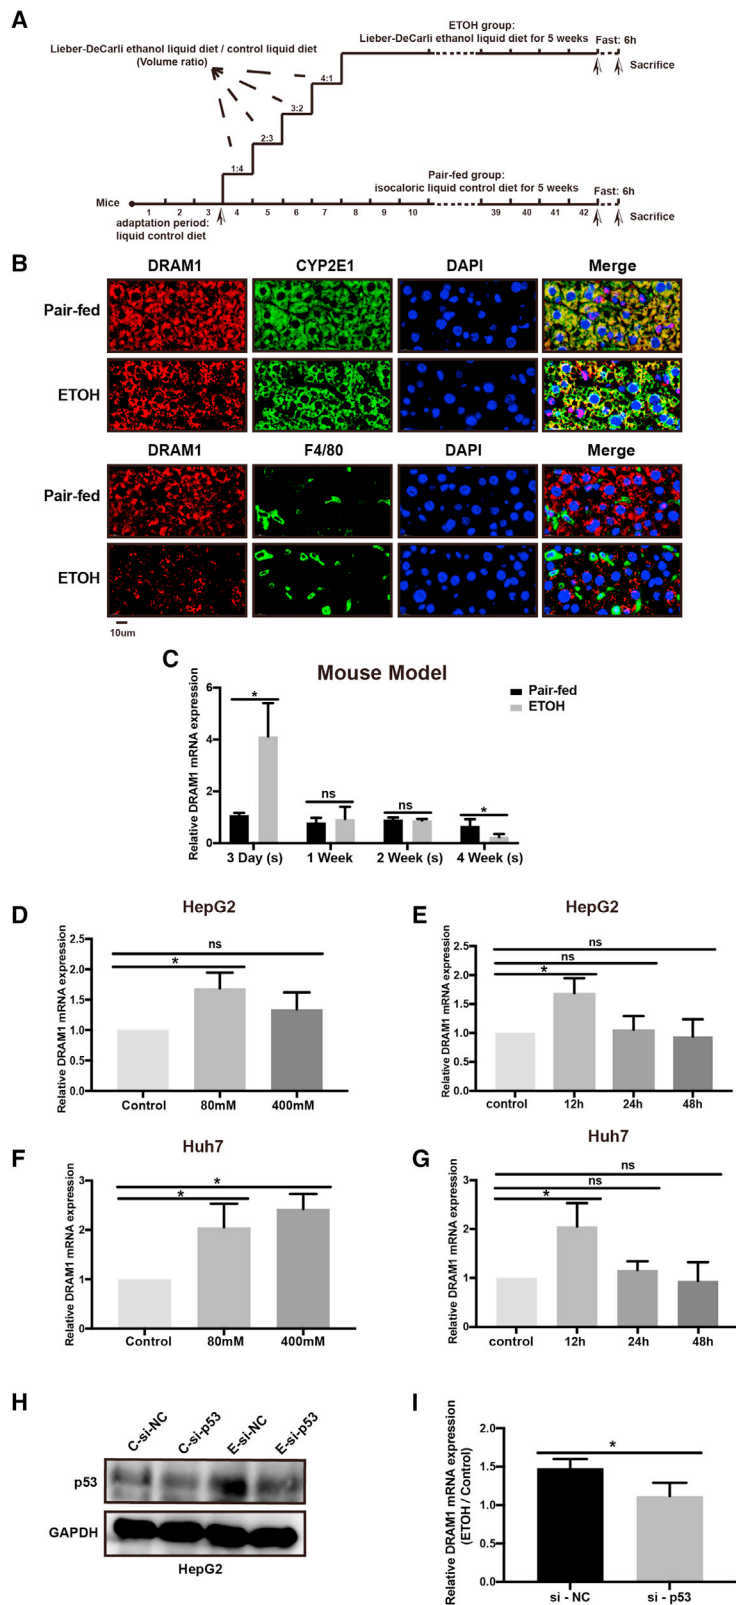 A
Lieber-DeCarli ethanol liquid diet / control liquid diet
(Volume ratio)
ETOH group:
Lieber-DeCarli ethanol liquid diet for 5 weeks
Fast: 6h
Sacrifice
4:1
3:2
2:3
1:4
Pair-fed group:
isocaloric liquid control diet for 5 weeks
Fast: 6h
Mice
1 2 3 4 5 6 7 8 9 10 39 40 41 42
Sacrifice
adaptation period:
liquid control diet
B
DRAM1 CYP2E1 DAPI Merge
Pair-fed
ETOH
DRAM1 F4/80 DAPI Merge
Pair-fed
ETOH
10um
C
Mouse Model
Relative DRAM1 mRNA expression
6
4
2
0
* ns ns *
Pair-fed
ETOH
3 Day (s) 1 Week 2 Week (s) 4 Week (s)
D
HepG2
Relative DRAM1 mRNA expression
2.5
2.0
1.5
1.0
0.5
0.0
ns
*
Control 80mM 400mM
E
HepG2
Relative DRAM1 mRNA expression
2.5
2.0
1.5
1.0
0.5
0.0
ns
ns
*
control 12h 24h 48h
F
Huh7
Relative DRAM1 mRNA expression
3
2
1
0
*
*
Control 80mM 400mM
G
Huh7
Relative DRAM1 mRNA expression
3
2
1
0
ns
ns
*
control 12h 24h 48h
H
C-si-NC C-si-p53 E-si-NC E-si-p53
p53
GAPDH
HepG2
I
Relative DRAM1 mRNA expression
(ETOH / Control)
2.0
1.5
1.0
0.5
0.0
*
si - NC si - p53